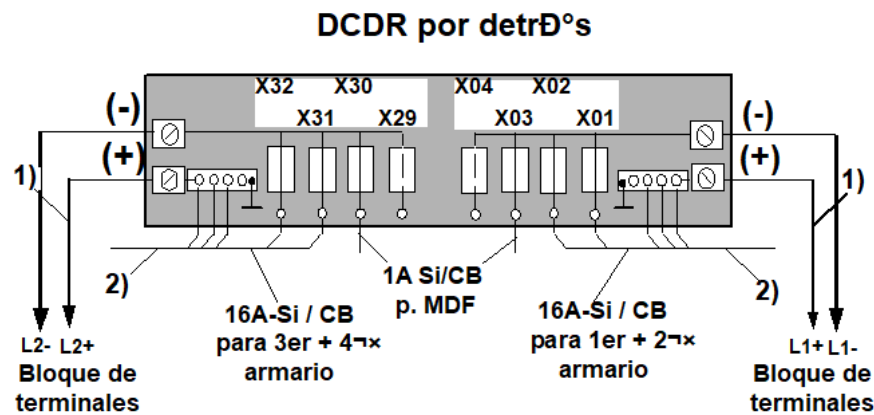 DCDR por detrÐ°s
X32 X30 X04 X02
X31 X29 X03 X01
(-) (-)
(+) (+)
1) 1)
2) 2)
1A Si/CB
p. MDF
16A-Si / CB
para 3er + 4¬×
armario
16A-Si / CB
para 1er + 2¬×
armario
L2- L2+
Bloque de
terminales
L1+ L1-
Bloque de
terminales